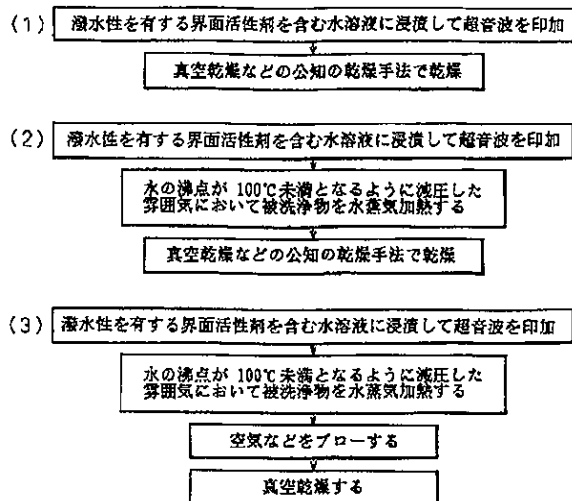 (1) 潑水性を有する界面活性剤を含む水溶液に浸漬して超音波を印加
真空乾燥などの公知の乾燥手法で乾燥
(2) 潑水性を有する界面活性剤を含む水溶液に浸漬して超音波を印加
水の沸点が 100℃未満となるように減圧した
雰囲気において被洗浄物を水蒸気加熱する
真空乾燥などの公知の乾燥手法で乾燥
(3) 潑水性を有する界面活性剤を含む水溶液に浸漬して超音波を印加
水の沸点が 100℃未満となるように減圧した
雰囲気において被洗浄物を水蒸気加熱する
空気などをブローする
真空乾燥する